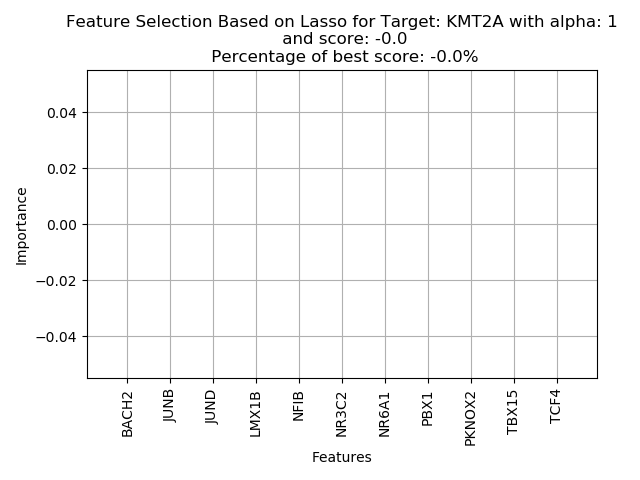 Feature Selection Based on Lasso for Target: KMT2A with alpha: 1
and score: -0.0
Percentage of best score: -0.0%
Importance
0.04
0.02
0.00
−0.02
−0.04
BACH2
JUNB
JUND
LMX1B
NFIB
NR3C2
NR6A1
PBX1
PKNOX2
TBX15
TCF4
Features